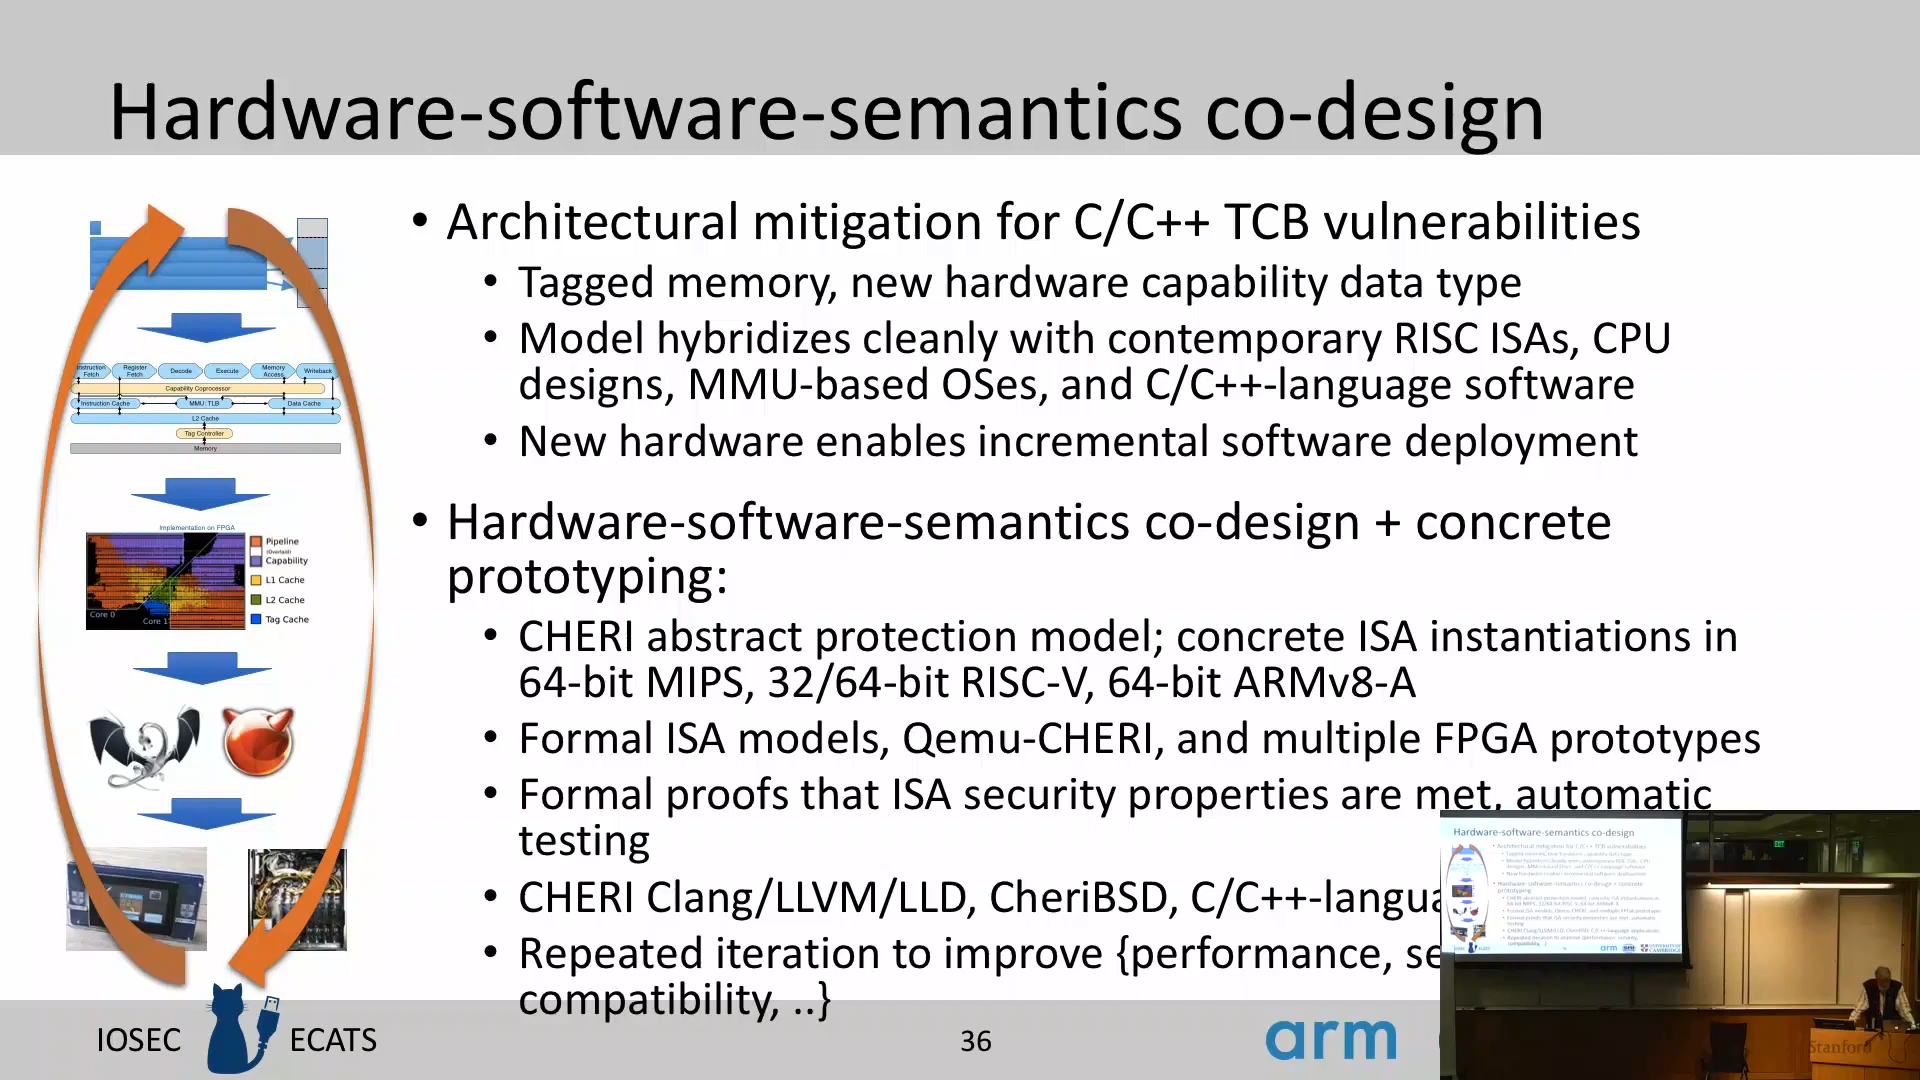 Hardware-software-semantics co-design
• Architectural mitigation for C/C++ TCB vulnerabilities
• Tagged memory, new hardware capability data type
• Model hybridizes cleanly with contemporary RISC ISAs, CPU
designs, MMU-based OSes, and C/C++-language software
• New hardware enables incremental software deployment
• Hardware-software-semantics co-design + concrete
prototyping:
• CHERI abstract protection model; concrete ISA instantiations in
64-bit MIPS, 32/64-bit RISC-V, 64-bit ARMv8-A
• Formal ISA models, Qemu-CHERI, and multiple FPGA prototypes
• Formal proofs that ISA security properties are met, automatic
testing
• CHERI Clang/LLVM/LLD, CheriBSD, C/C++-langua
• Repeated iteration to improve {performance, se
compatibility, ..}
Instruction Fetch
Register Fetch
Decode
Execute
Memory Access
Writeback
Capability Coprocessor
Instruction Cache
MMU: TLB
Data Cache
L2 Cache
Tag Controller
Memory
Implementation on FPGA
Pipeline
(Overlaid)
Capability
L1 Cache
L2 Cache
Tag Cache
Core 0
Core 1
IOSEC
ECATS
36
arm
Hardware-software-semantics co-design
Stanford